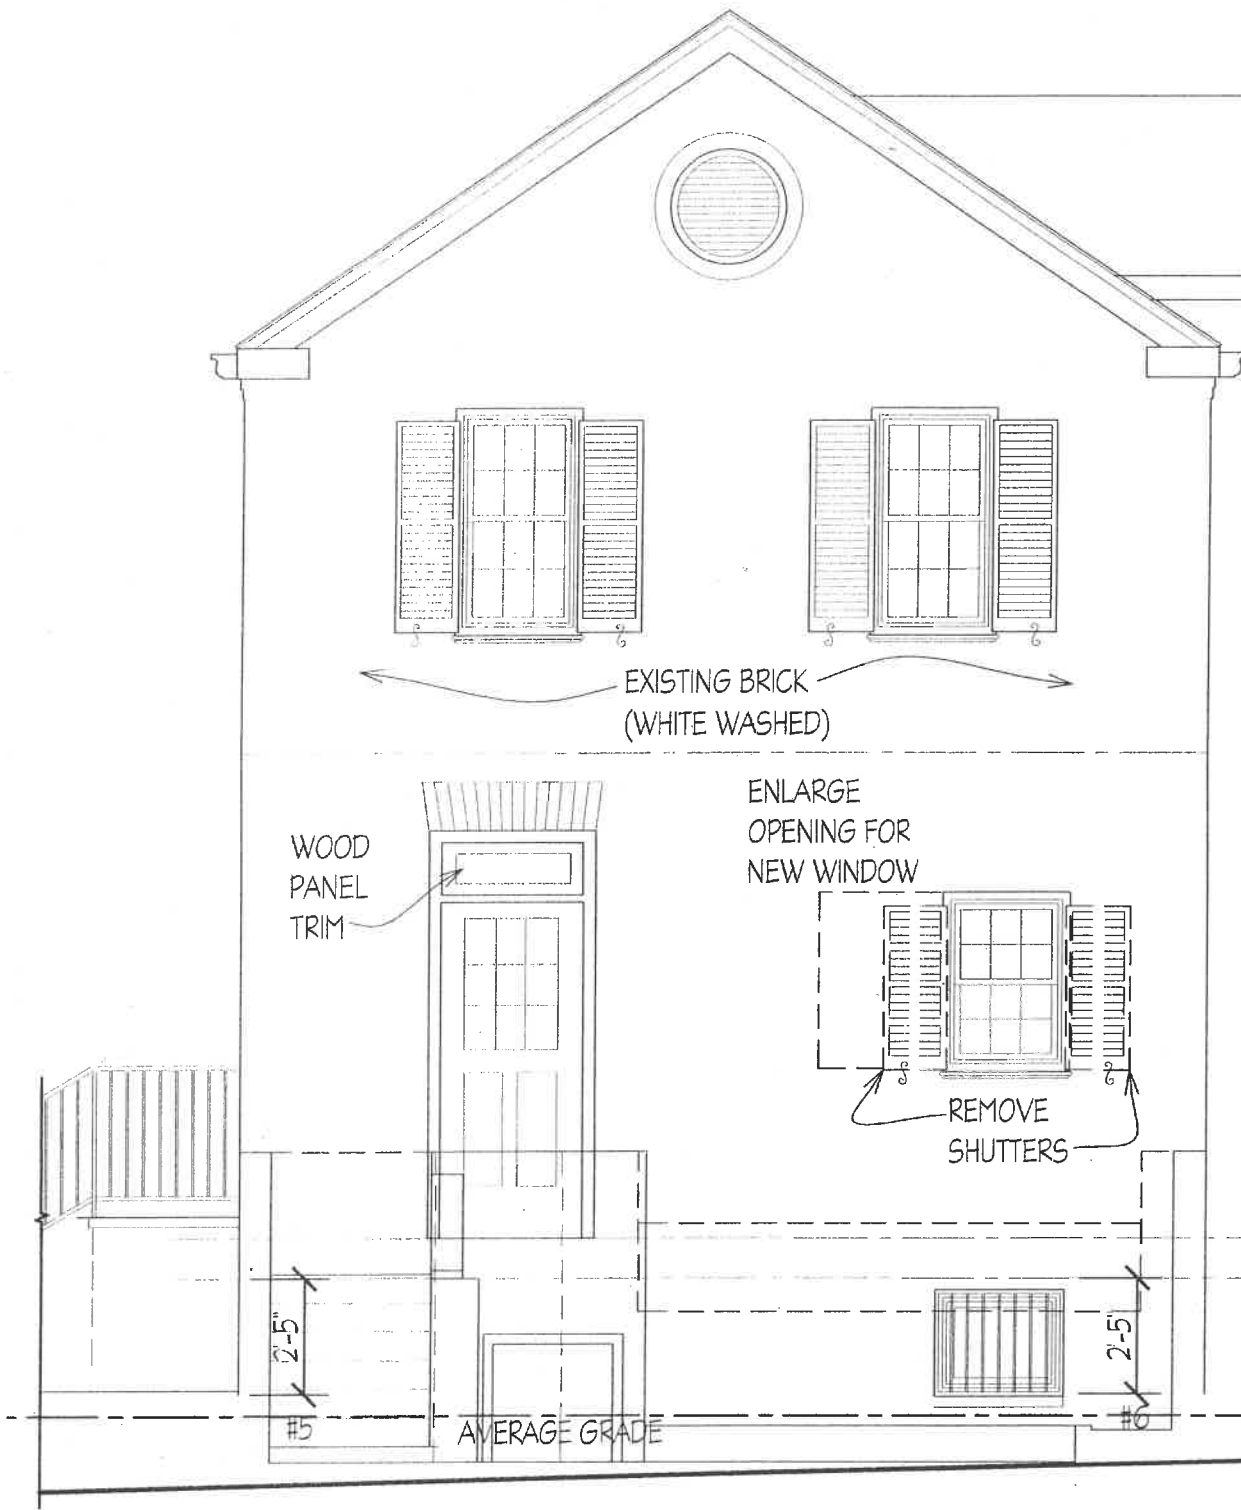 EXISTING BRICK
(WHITE WASHED)
ENLARGE
OPENING FOR
NEW WINDOW
WOOD
PANEL
TRIM
REMOVE
SHUTTERS
2'-5"
2'-5"
#5
AVERAGE GRADE
#6